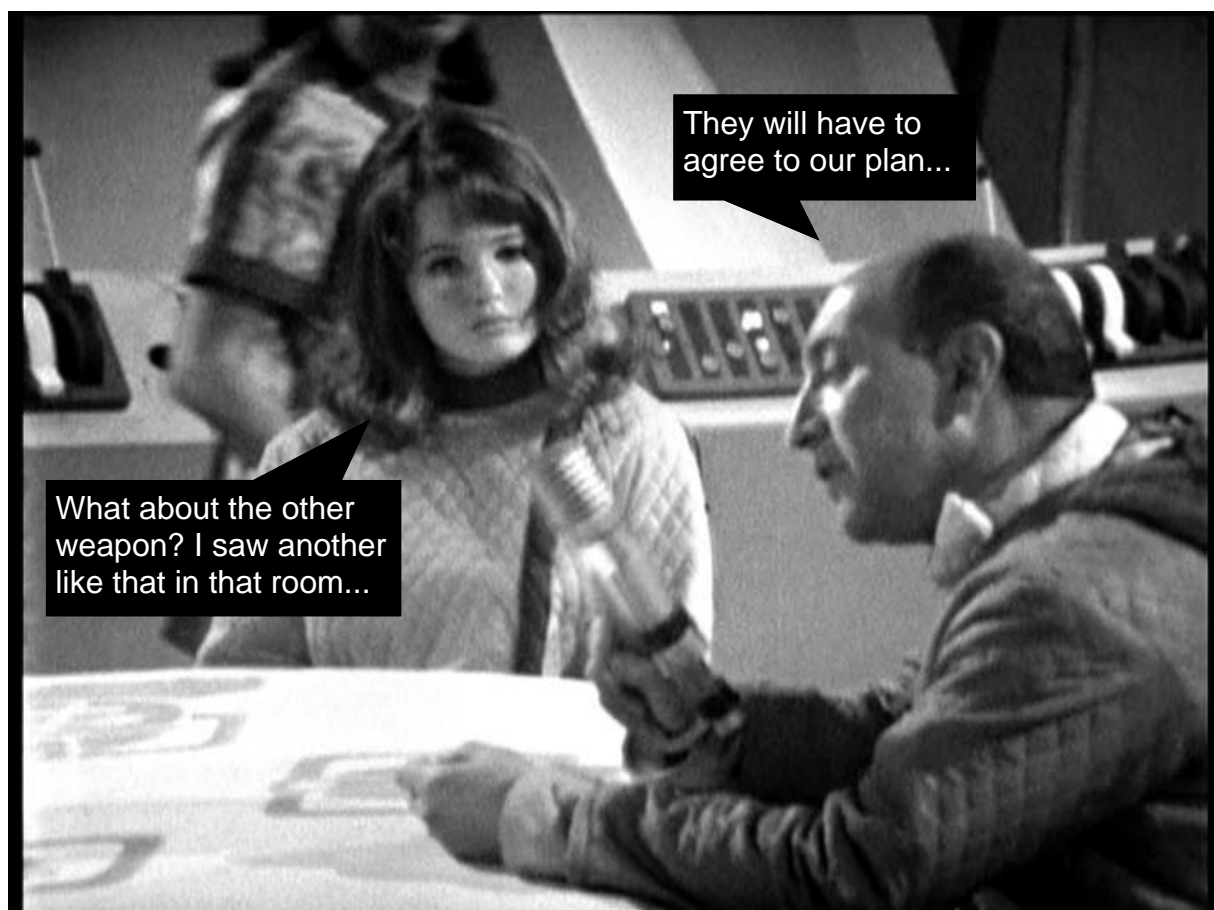 They will have to
agree to our plan...
What about the other
weapon? I saw another
like that in that room...